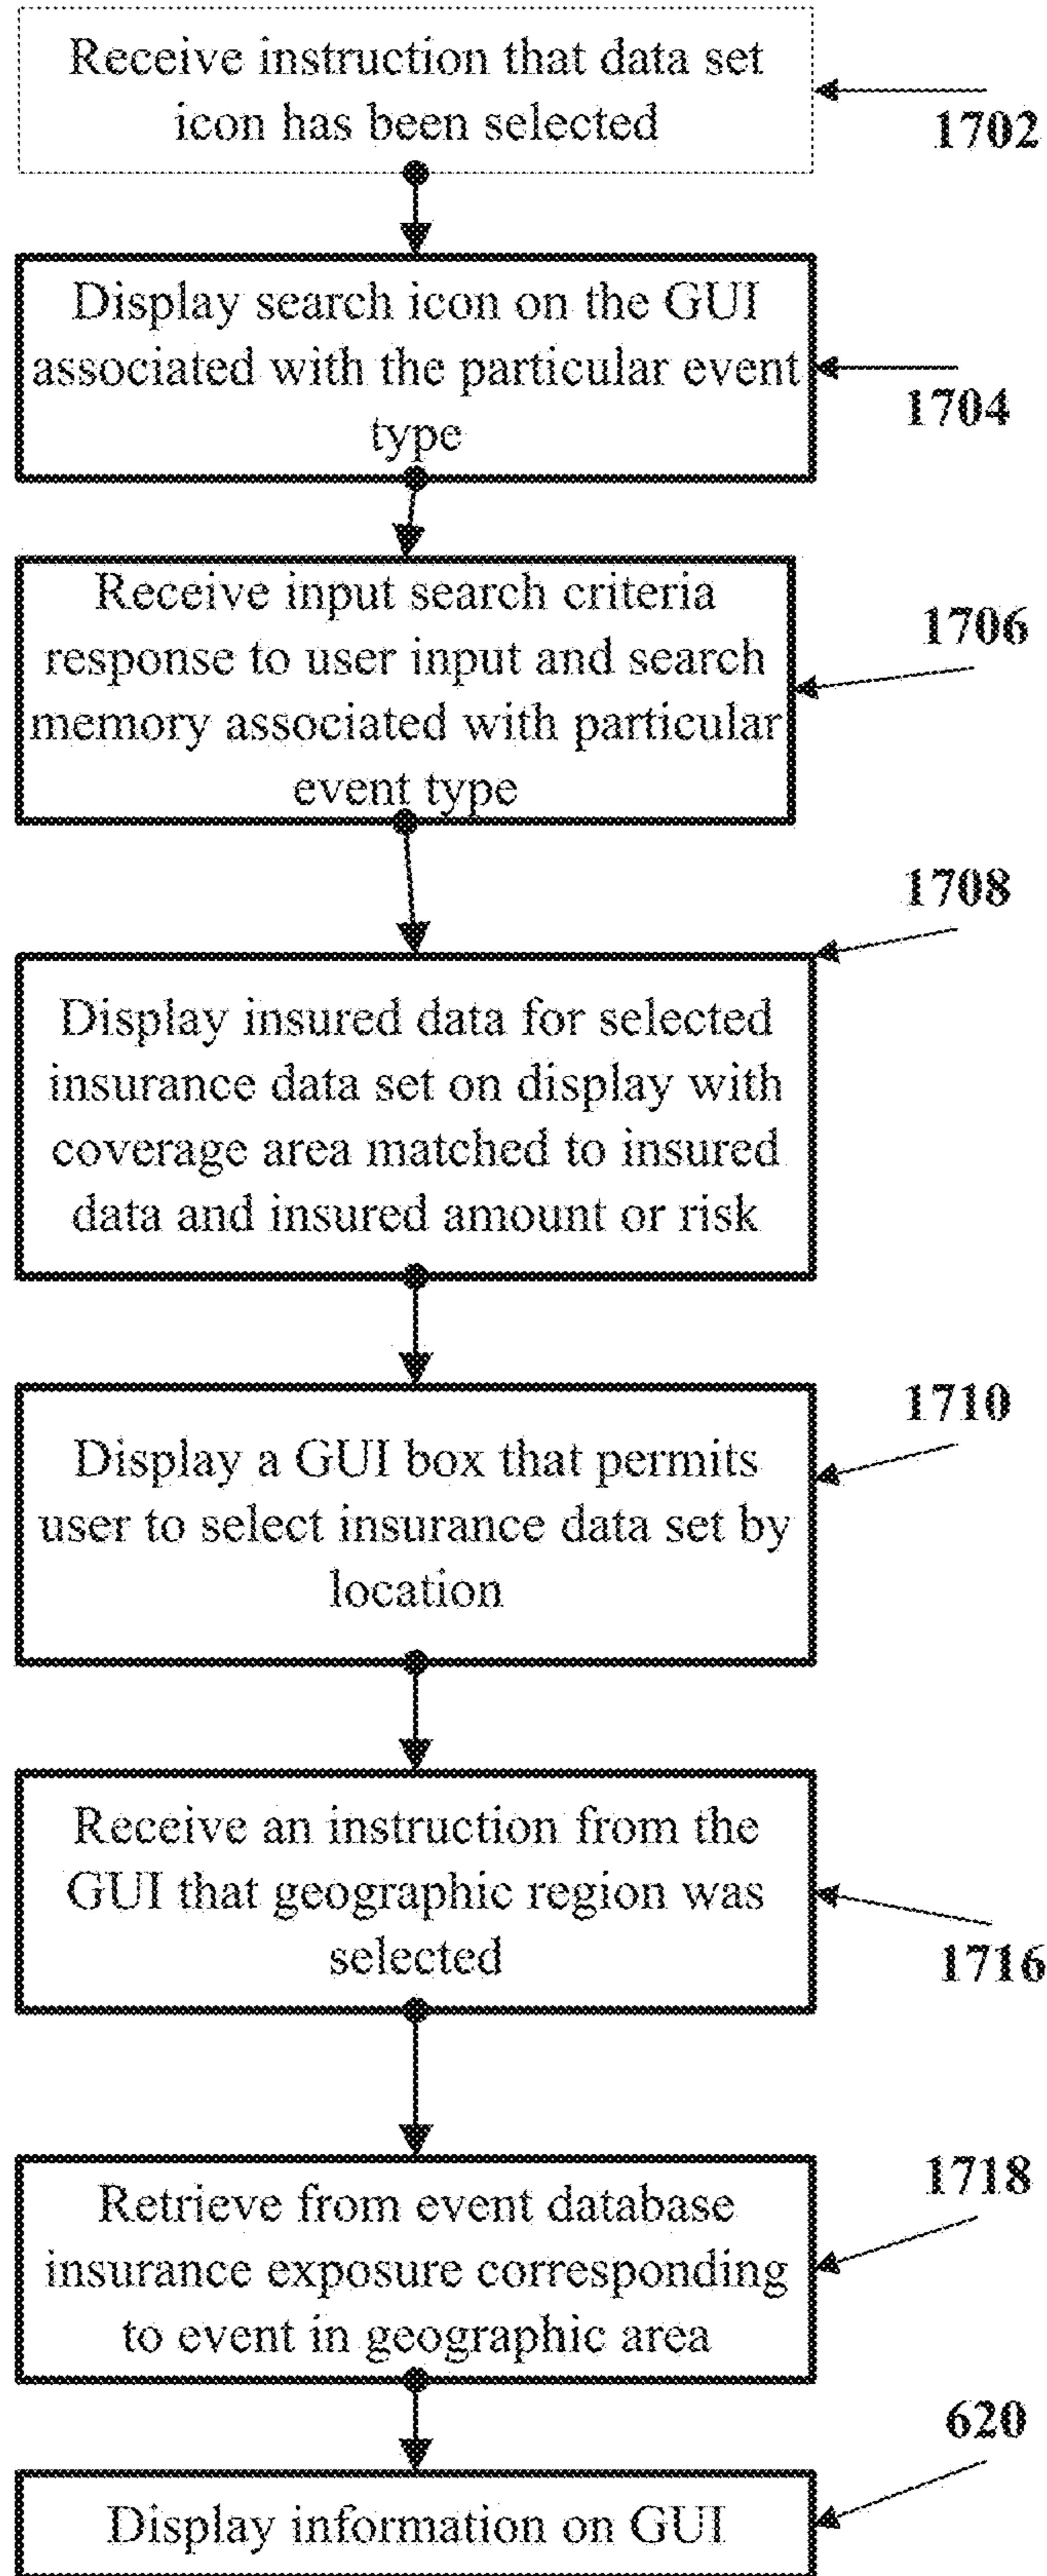 Receive instruction that data set
icon has been selected
1702
Display search icon on the GUI
associated with the particular event
type
1704
Receive input search criteria
response to user input and search
memory associated with particular
event type
1706
1708
Display insured data for selected
insurance data set on display with
coverage area matched to insured
data and insured amount or risk
1710
Display a GUI box that permits
user to select insurance data set by
location
Receive an instruction from the
GUI that geographic region was
selected
1716
1718
Retrieve from event database
insurance exposure corresponding
to event in geographic area
620
Display information on GUI